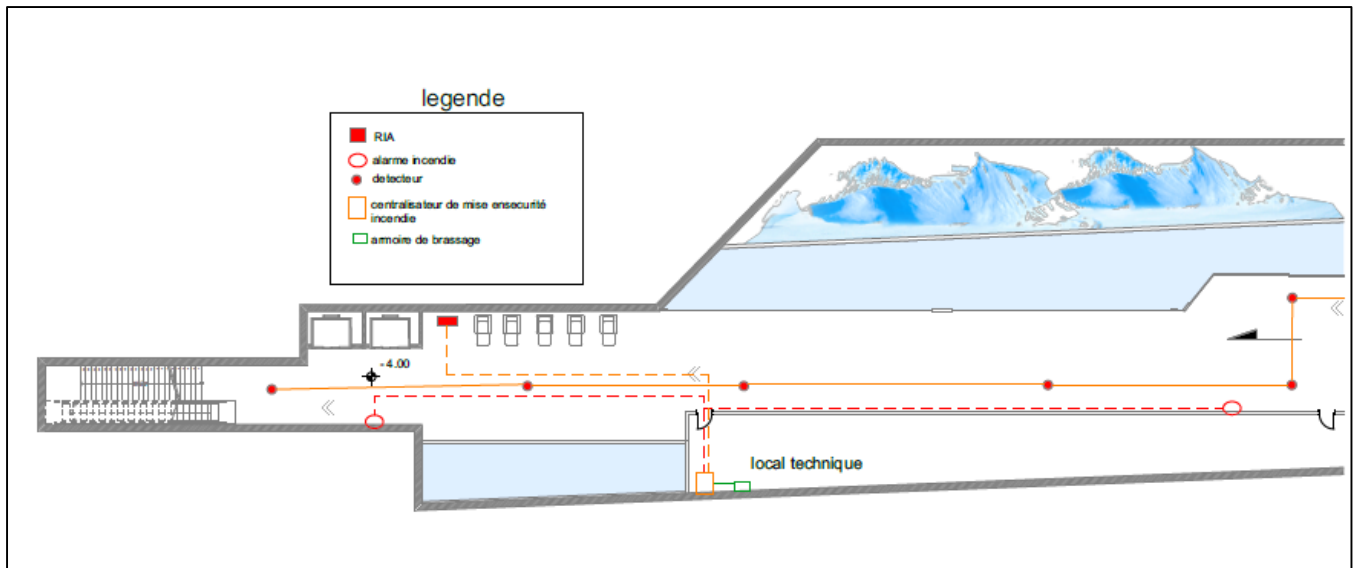 legende
RIA
alarme incendie
detecteur
centralisateur de mise ensecurité
incendie
armoire de brassage
- 4.00
local technique